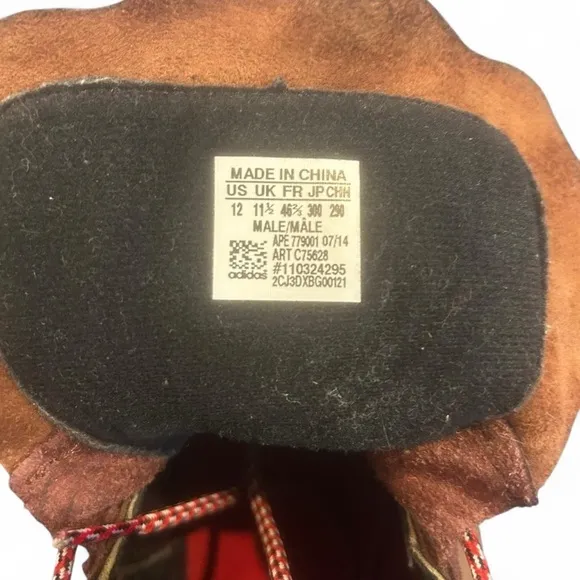 MADE IN CHINA
US UK FR JP CHN
12 11½ 46⅔ 300 290
MALE/MÂLE
APE 779001 07/14
ART C75628
#110324295
adidas 2CJ3DXBG00121